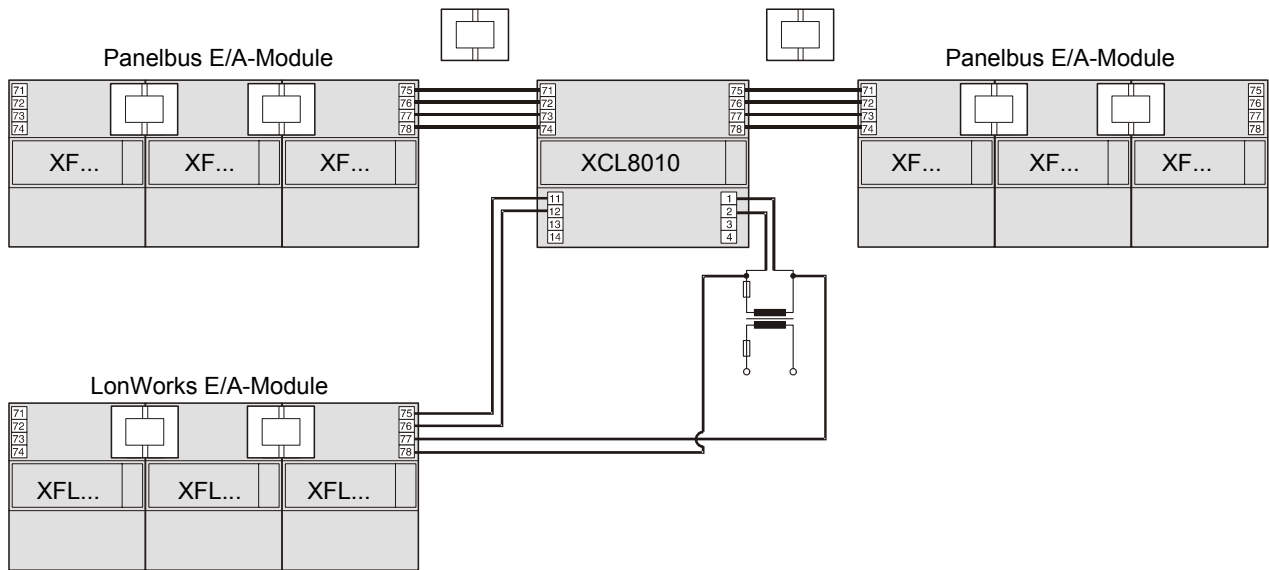 Panelbus E/A-Module
Panelbus E/A-Module
71 75 71 75 71 75
72 76 72 76 72 76
73 77 73 77 73 77
74 78 74 78 74 78
XF... XF... XF... XCL8010 XF... XF... XF...
11 1
12 2
13 3
14 4
LonWorks E/A-Module
71 75
72 76
73 77
74 78
XFL... XFL... XFL...